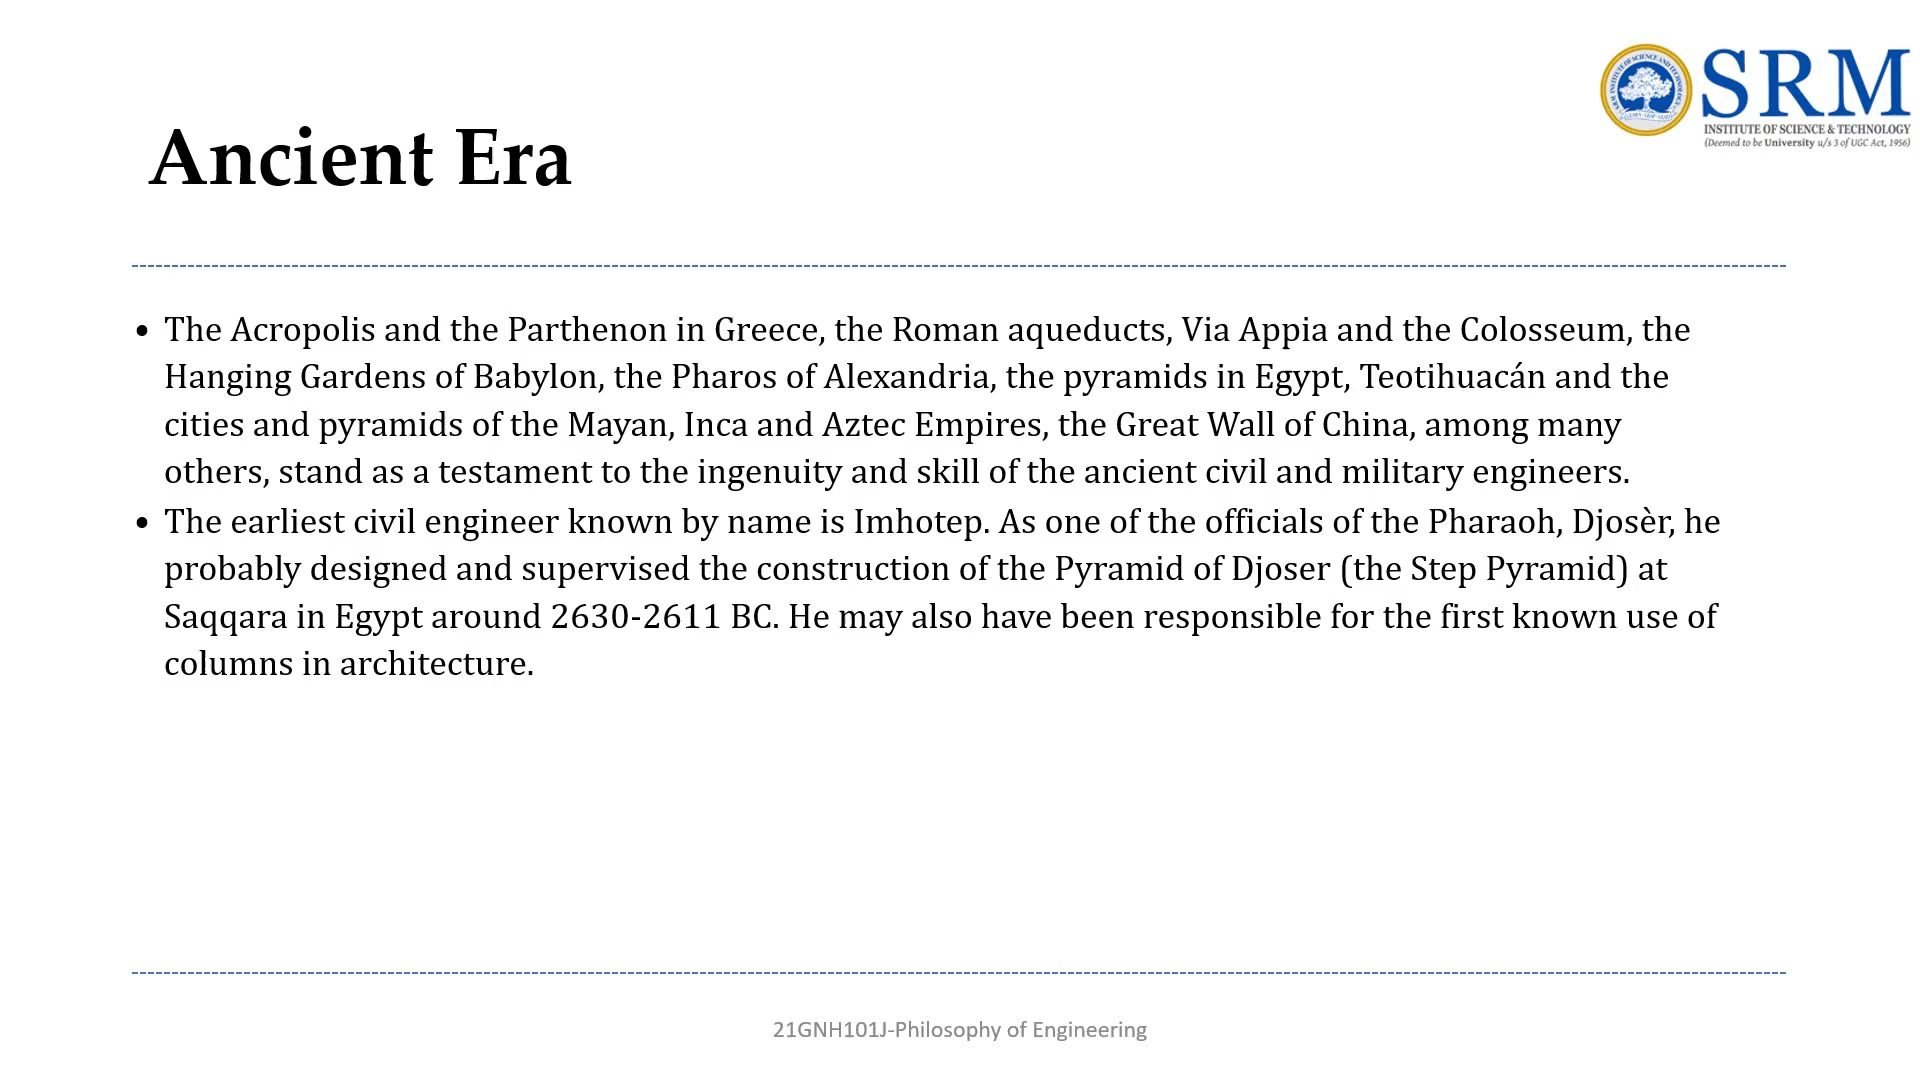 SRM
INSTITUTE OF SCIENCE & TECHNOLOGY
(Deemed to be University u/s 3 of UGC Act, 1956)
Ancient Era
• The Acropolis and the Parthenon in Greece, the Roman aqueducts, Via Appia and the Colosseum, the
Hanging Gardens of Babylon, the Pharos of Alexandria, the pyramids in Egypt, Teotihuacán and the
cities and pyramids of the Mayan, Inca and Aztec Empires, the Great Wall of China, among many
others, stand as a testament to the ingenuity and skill of the ancient civil and military engineers.
• The earliest civil engineer known by name is Imhotep. As one of the officials of the Pharaoh, Djosèr, he
probably designed and supervised the construction of the Pyramid of Djoser (the Step Pyramid) at
Saqqara in Egypt around 2630-2611 BC. He may also have been responsible for the first known use of
columns in architecture.
21GNH101J-Philosophy of Engineering